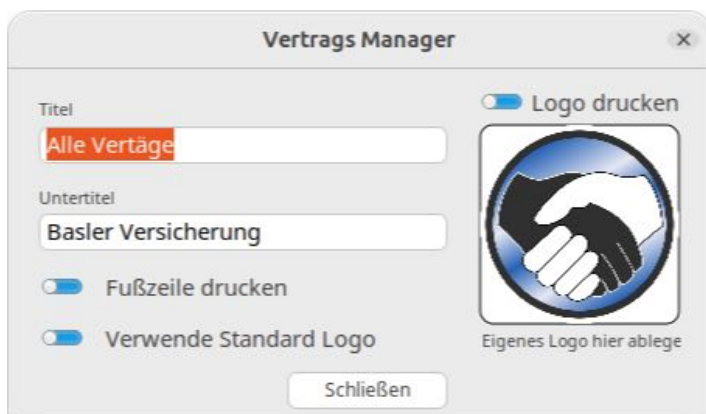 Vertrags Manager
Titel
Logo drucken
Alle Vertäge
Untertitel
Basler Versicherung
Fußzeile drucken
Verwende Standard Logo
Eigenes Logo hier ablege
Schließen